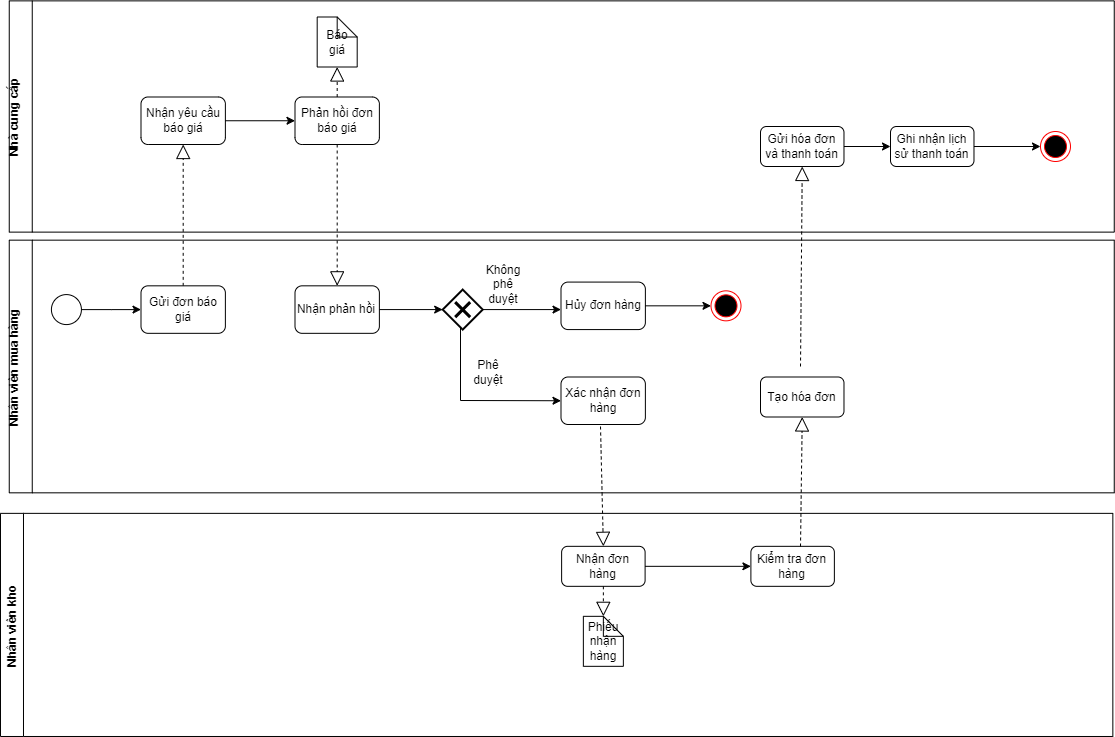 Nhà cung cấp
Báo
giá
Nhận yêu cầu
báo giá
Phản hồi đơn
báo giá
Gửi hóa đơn
và thanh toán
Ghi nhận lịch
sử thanh toán
Nhân viên mua hàng
Gửi đơn báo
giá
Nhận phản hồi
Không
phê
duyệt
Hủy đơn hàng
Phê
duyệt
Xác nhận đơn
hàng
Tạo hóa đơn
Nhân viên kho
Nhận đơn
hàng
Kiểm tra đơn
hàng
Phiếu
nhận
hàng